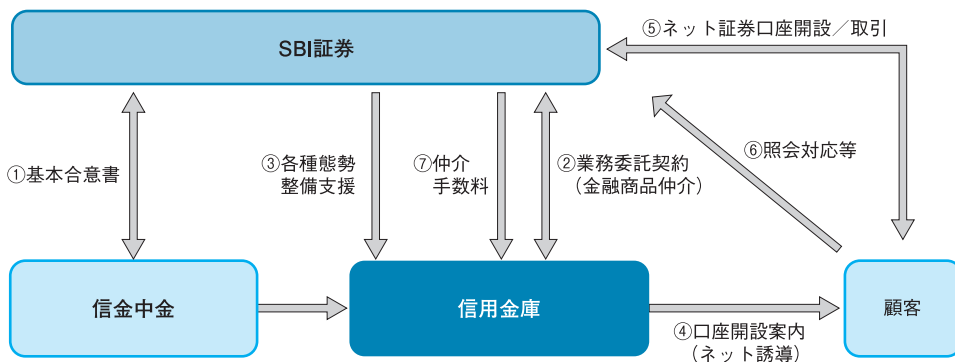 ⑤ネット証券口座開設／取引
SBI証券
①基本合意書
③各種態勢
整備支援
⑦仲介
手数料
②業務委託契約
（金融商品仲介）
⑥照会対応等
信金中金
信用金庫
顧客
④口座開設案内
（ネット誘導）